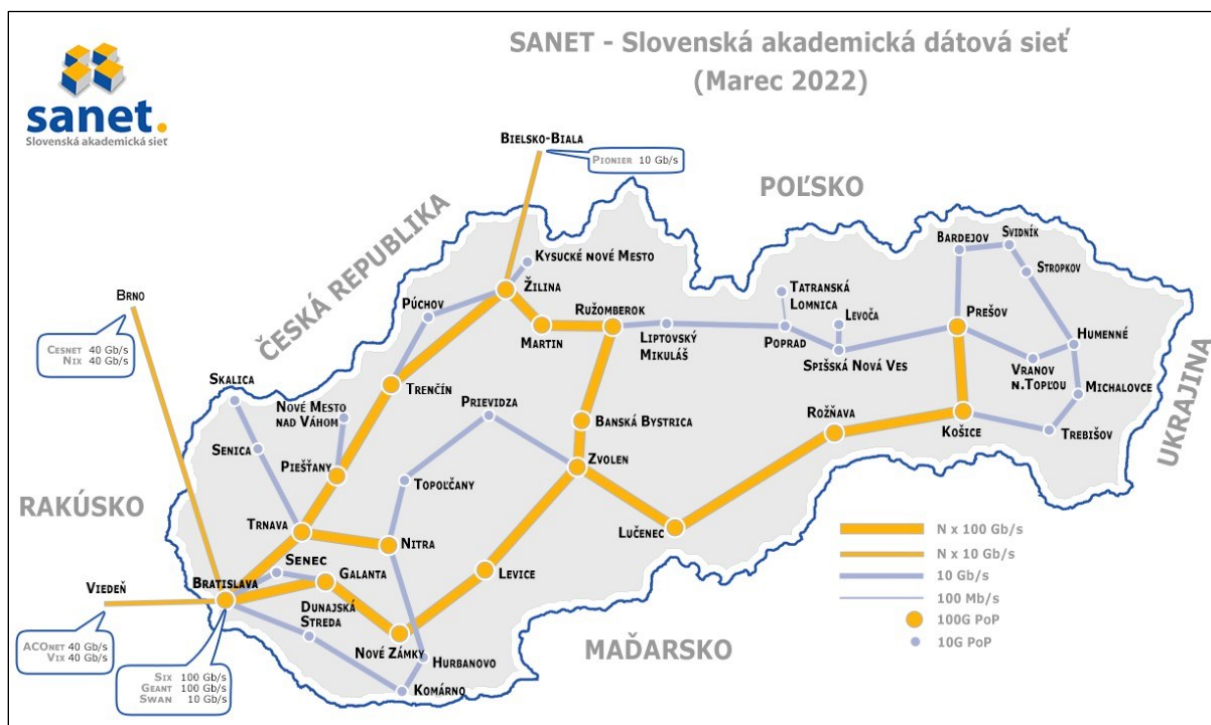 SANET - Slovenská akademická dátová sieť
(Marec 2022)
sanet.
Slovenská akademická sieť
BIELSKO-BIALA
PIONIER 10 Gb/s
POĽSKO
ČESKÁ REPUBLIKA
KYSUCKÉ NOVÉ MESTO
BARDEJOV
SVIDNÍK
STROPKOV
BRNO
ŽILINA
TATRANSKÁ
LOMNICA
PÚCHOV
RUŽOMBEROK
LEVOČA
PREŠOV
MARTIN
LIPTOVSKÝ
MIKULÁŠ
POPRAD
HUMENNÉ
CESNET 40 Gb/s
NIX 40 Gb/s
SPIŠSKÁ NOVÁ VES
VRANOV
N.TOPĽOU
SKALICA
TRENČÍN
MICHALOVCE
UKRAJINA
NOVÉ MESTO
NAD VÁHOM
PRIEVIDZA
BANSKÁ BYSTRICA
ROŽŇAVA
KOŠICE
TREBIŠOV
SENICA
PIEŠŤANY
ZVOLEN
TOPOĽČANY
RAKÚSKO
TRNAVA
NITRA
LUČENEC
N x 100 Gb/s
N x 10 Gb/s
10 Gb/s
100 Mb/s
100G PoP
10G PoP
SENEC
GALANTA
LEVICE
BRATISLAVA
VIEDEŇ
DUNAJSKÁ
STREDA
NOVÉ ZÁMKY
MAĎARSKO
HURBANOVO
KOMÁRNO
ACONET 40 Gb/s
VIX 40 Gb/s
SIX 100 Gb/s
GEANT 100 Gb/s
SWAN 10 Gb/s